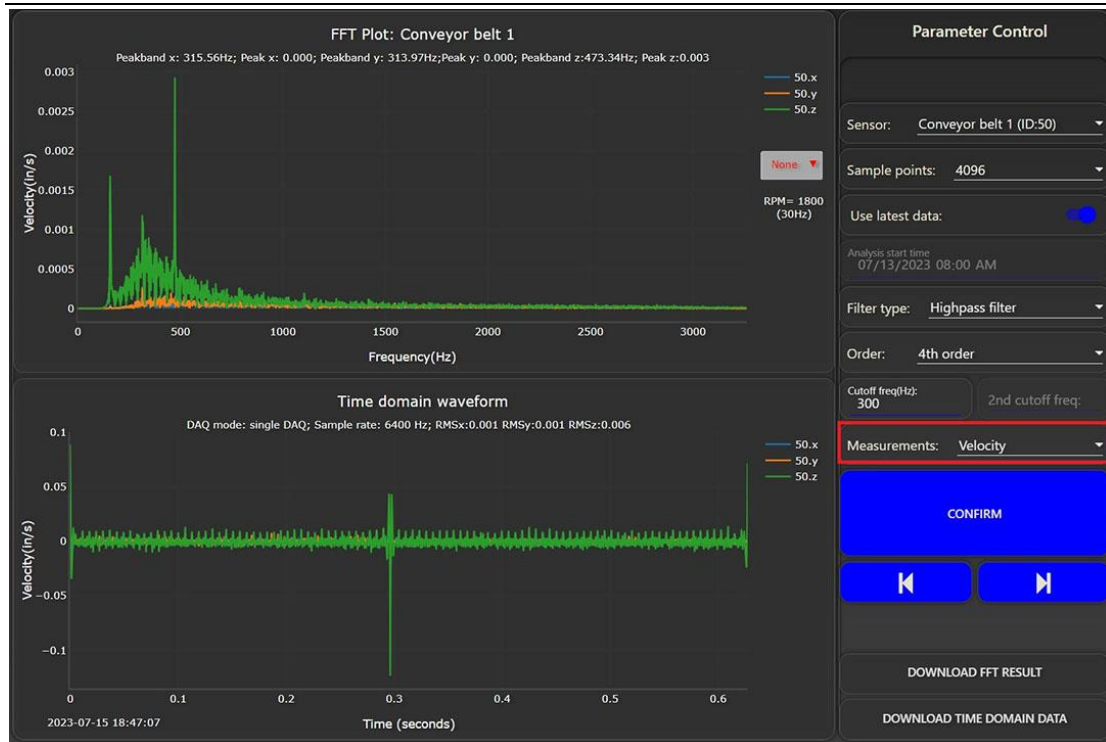 FFT Plot: Conveyor belt 1
Peakband x: 315.56Hz; Peak x: 0.000; Peakband y: 313.97Hz;Peak y: 0.000; Peakband z:473.34Hz; Peak z:0.003
0.003
0.0025
0.002
0.0015
0.001
0.0005
0
Velocity(in/s)
0 500 1000 1500 2000 2500 3000
Frequency(Hz)
50.x
50.y
50.z
None ▼
RPM= 1800
(30Hz)
Time domain waveform
DAQ mode: single DAQ; Sample rate: 6400 Hz; RMSx:0.001 RMSy:0.001 RMSz:0.006
0.1
0.05
0
−0.05
−0.1
Velocity(in/s)
0 0.1 0.2 0.3 0.4 0.5 0.6
2023-07-15 18:47:07
Time (seconds)
50.x
50.y
50.z
Parameter Control
Sensor: Conveyor belt 1 (ID:50)
Sample points: 4096
Use latest data:
Analysis start time
07/13/2023 08:00 AM
Filter type: Highpass filter
Order: 4th order
Cutoff freq(Hz):
300
2nd cutoff freq:
Measurements: Velocity
CONFIRM
DOWNLOAD FFT RESULT
DOWNLOAD TIME DOMAIN DATA